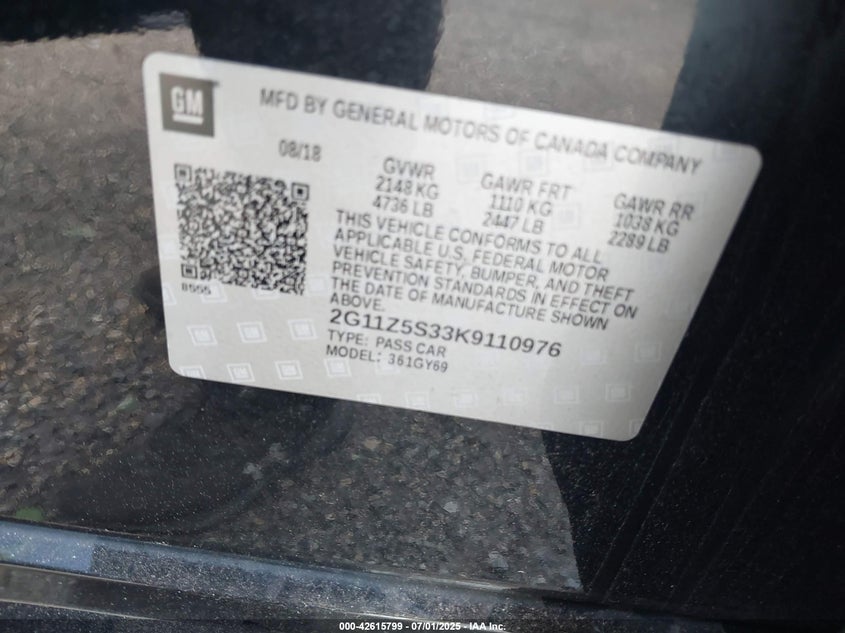 GM
MFD BY GENERAL MOTORS OF CANADA COMPANY
08/18
GVWR
2148 KG
4736 LB
GAWR FRT
1110 KG
2447 LB
GAWR RR
1038 KG
2289 LB
THIS VEHICLE CONFORMS TO ALL
APPLICABLE U.S. FEDERAL MOTOR
VEHICLE SAFETY, BUMPER, AND THEFT
PREVENTION STANDARDS IN EFFECT ON
THE DATE OF MANUFACTURE SHOWN
ABOVE.
2G11Z5S33K9110976
TYPE: PASS CAR
MODEL: 361GY69
000-42615799 - 07/01/2025 - IAA Inc.